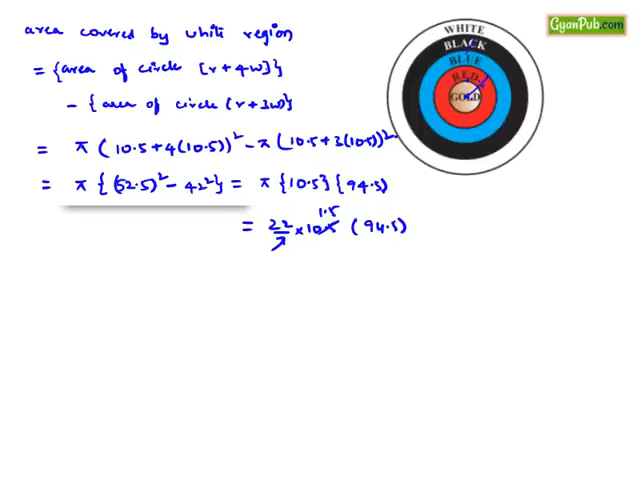 area covered by white region
= {area of circle [r+4w]}
- {area of circle (r+3w)}
= π (10.5+4(10.5))² - π (10.5+3(10.5))²
= π {(52.5)² - 42²} = π {10.5} {94.5)
1.5
= 22/7 × 10.5 (94.5)
WHITE
BLACK
BLUE
RED
GOLD
GyanPub.com